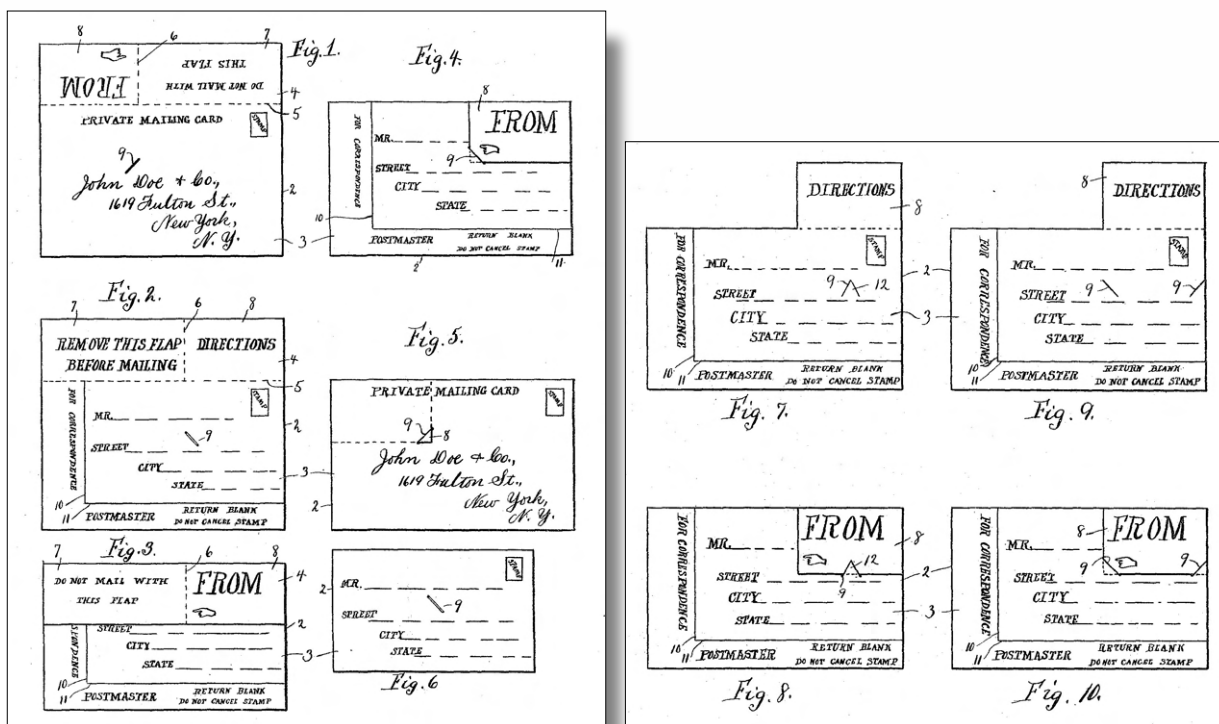 Fig. 1.
8
6
7
FROM
DO NOT MAIL WITH
THIS FLAP
4
5
PRIVATE MAILING CARD
STAMP
9
John Doe & Co.,
1619 Fulton St.,
New York,
N. Y.
2
3
Fig. 4.
8
FROM
FOR CORRESPONDENCE
MR.
9
STREET
CITY
STATE
10
POSTMASTER
RETURN BLANK
DO NOT CANCEL STAMP
2
11
Fig. 2.
7
6
8
REMOVE THIS FLAP
BEFORE MAILING
DIRECTIONS
4
5
STAMP
FOR CORRESPONDENCE
MR.
2
STREET
9
CITY
STATE
3
10
11
POSTMASTER
RETURN BLANK
DO NOT CANCEL STAMP
Fig. 5.
PRIVATE MAILING CARD
STAMP
9
8
John Doe & Co.,
1619 Fulton St.,
New York,
N. Y.
2
Fig. 3.
7
6
8
DO NOT MAIL WITH
THIS FLAP
FROM
4
2
STREET
CITY
STATE
3
SPONDENCE
10
11
POSTMASTER
RETURN BLANK
DO NOT CANCEL STAMP
STAMP
2
MR.
9
STREET
CITY
STATE
Fig. 6
DIRECTIONS
8
STAMP
FOR CORRESPONDENCE
MR.
2
9
12
STREET
CITY
3
STATE
10
11
POSTMASTER
RETURN BLANK
DO NOT CANCEL STAMP
Fig. 7.
8
DIRECTIONS
STAMP
FOR CORRESPONDENCE
MR.
STREET
9
9
CITY
STATE
10
11
POSTMASTER
RETURN BLANK
DO NOT CANCEL STAMP
Fig. 9.
FROM
8
FOR CORRESPONDENCE
MR.
12
STREET
9
2
CITY
3
STATE
10
11
POSTMASTER
RETURN BLANK
DO NOT CANCEL STAMP
Fig. 8.
8
FROM
FOR CORRESPONDENCE
MR.
9
9
STREET
CITY
STATE
10
11
POSTMASTER
RETURN BLANK
DO NOT CANCEL STAMP
Fig. 10.